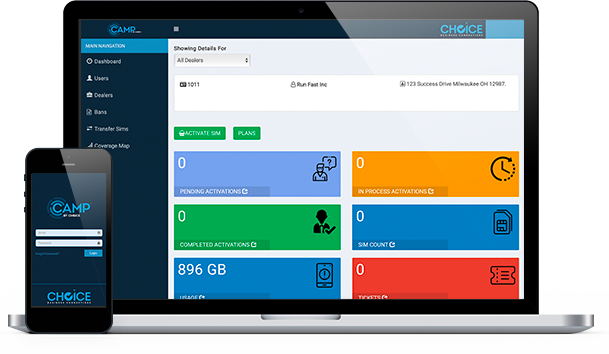 CAMP
CHOICE
BUSINESS CONNECTIONS
MAIN NAVIGATION
Dashboard
Users
Dealers
Bans
Transfer Sims
Coverage Map
Showing Details For
All Dealers
1011
Run Fast Inc
123 Success Drive Milwaukee OH 12987.
ACTIVATE SIM
PLANS
0
PENDING ACTIVATIONS
0
IN PROCESS ACTIVATIONS
0
COMPLETED ACTIVATIONS
0
SIM COUNT
896 GB
USAGE
0
TICKETS
CAMP
BY CHOICE
Password
Forgot Password?
Login
CHOICE
BUSINESS CONNECTIONS